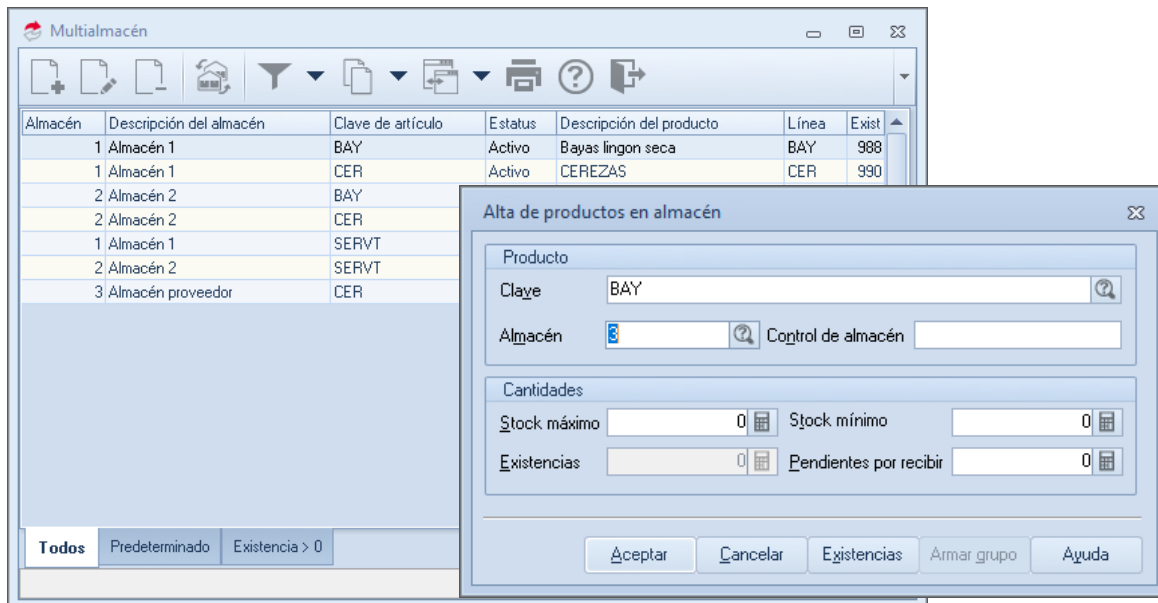 Multialmacén
Almacén Descripción del almacén Clave de artículo Estatus Descripción del producto Línea Exist
1 Almacén 1 BAY Activo Bayas lingon seca BAY 988
1 Almacén 1 CER Activo CEREZAS CER 990
2 Almacén 2 BAY
2 Almacén 2 CER
1 Almacén 1 SERVT
2 Almacén 2 SERVT
3 Almacén proveedor CER
Todos Predeterminado Existencia > 0
Alta de productos en almacén
Producto
Clave BAY
Almacén 3 Control de almacén
Cantidades
Stock máximo 0 Stock mínimo 0
Existencias 0 Pendientes por recibir 0
Aceptar Cancelar Existencias Armar grupo Ayuda